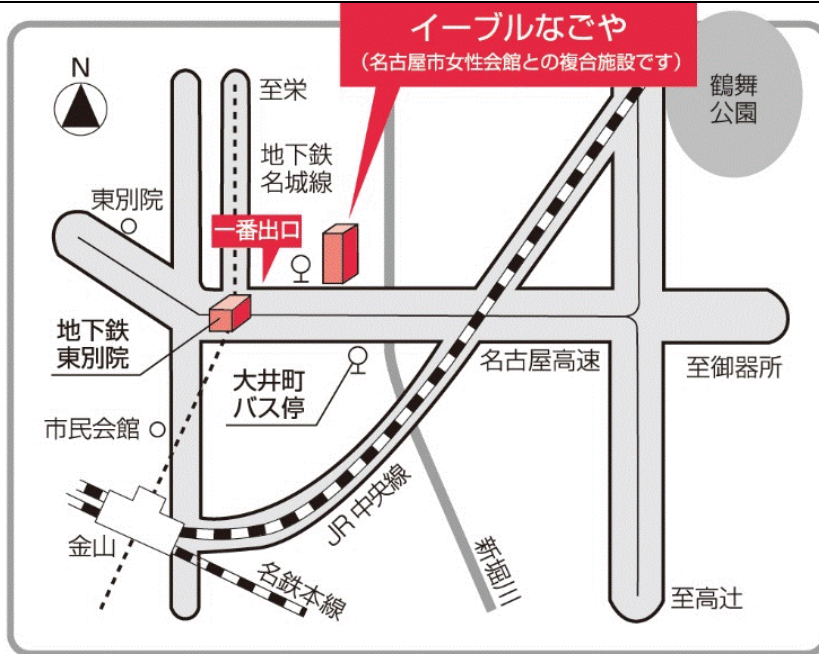 イーブルなごや
（名古屋市女性会館との複合施設です）
N
至栄
鶴舞
公園
地下鉄
名城線
東別院
一番出口
地下鉄
東別院
大井町
バス停
名古屋高速
至御器所
市民会館
JR中央線
金山
名鉄本線
新堀川
至高辻